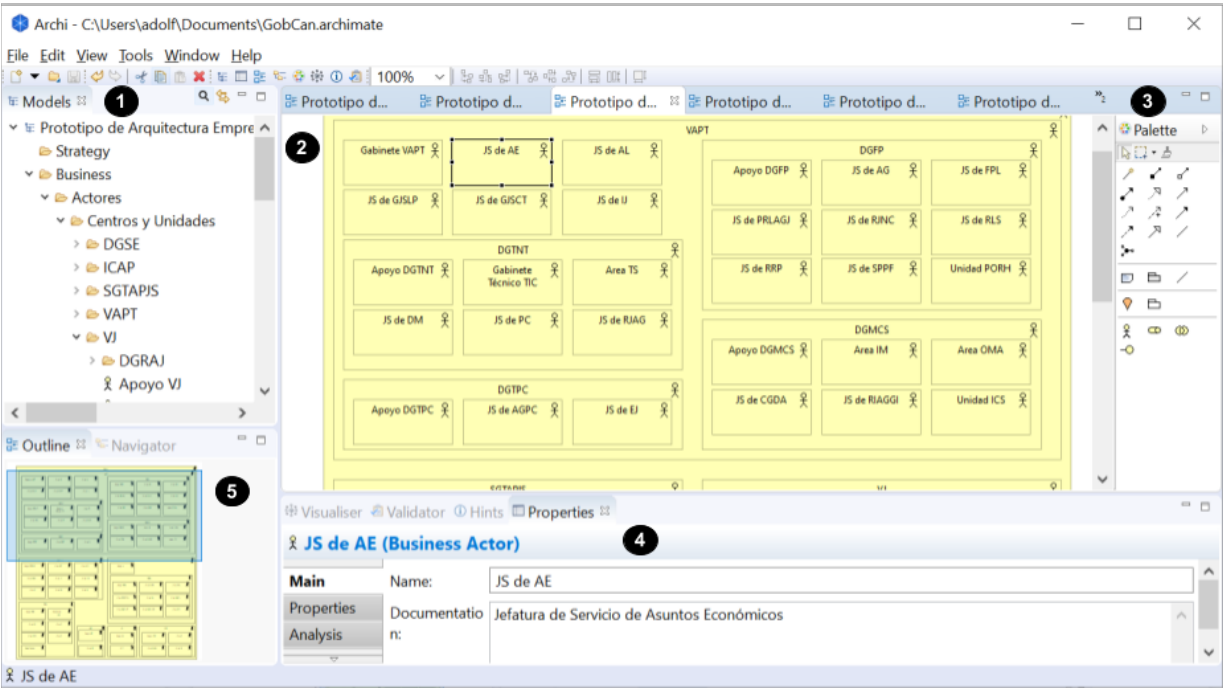 Archi - C:\Users\adolf\Documents\GobCan.archimate
File Edit View Tools Window Help
100%
Models
1
Prototipo de Arquitectura Empre
Strategy
Business
Actores
Centros y Unidades
DGSE
ICAP
SGTAPJS
VAPT
VJ
DGRAJ
Apoyo VJ
Outline Navigator
5
Prototipo d... Prototipo d... Prototipo d... Prototipo d... Prototipo d... Prototipo d... »2
2
VAPT
Gabinete VAPT JS de AE JS de AL
JS de GJSLP JS de GJSCT JS de IJ
DGTNT
Apoyo DGTNT Gabinete Técnico TIC Area TS
JS de DM JS de PC JS de RJAG
DGTPC
Apoyo DGTPC JS de AGPC JS de EJ
DGFP
Apoyo DGFP JS de AG JS de FPL
JS de PRLAGJ JS de RJNC JS de RLS
JS de RRP JS de SPPF Unidad PORH
DGMCS
Apoyo DGMCS Area IM Area OMA
JS de CGDA JS de RIAGGI Unidad ICS
SGTAPJS VJ
3
Palette
Visualiser Validator Hints Properties
JS de AE (Business Actor)
4
Main
Properties
Analysis
Name: JS de AE
Documentatio
n:
Jefatura de Servicio de Asuntos Económicos
JS de AE